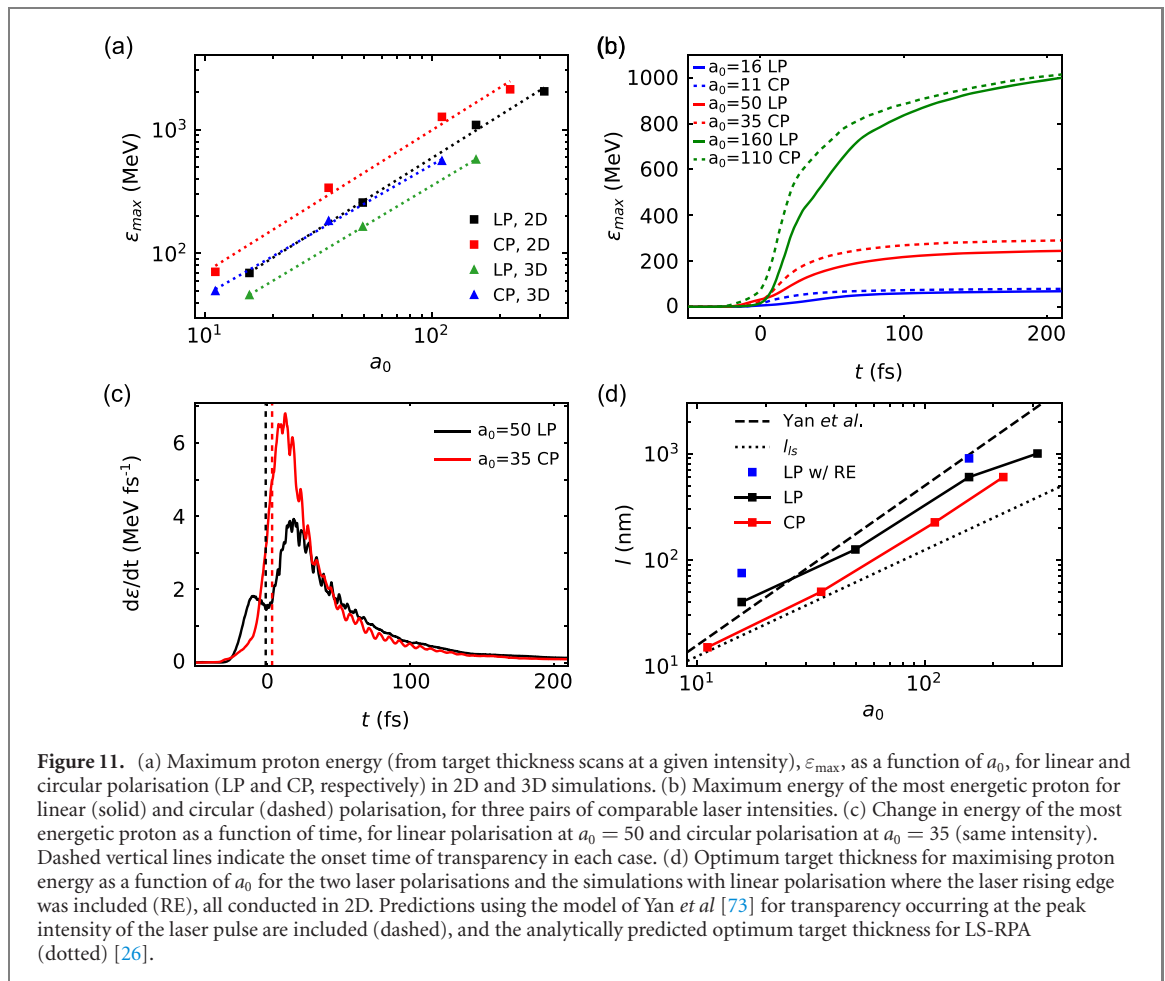 (a)
ε_max (MeV)
10³
10²
10¹
10²
a₀
LP, 2D
CP, 2D
LP, 3D
CP, 3D
(b)
ε_max (MeV)
1000
800
600
400
200
0
0
100
200
t (fs)
a₀=16 LP
a₀=11 CP
a₀=50 LP
a₀=35 CP
a₀=160 LP
a₀=110 CP
(c)
dε/dt (MeV fs⁻¹)
6
4
2
0
0
100
200
t (fs)
a₀=50 LP
a₀=35 CP
(d)
l (nm)
10³
10²
10¹
10¹
10²
a₀
Yan et al.
l_ls
LP w/ RE
LP
CP
Figure 11. (a) Maximum proton energy (from target thickness scans at a given intensity), ε_max, as a function of a₀, for linear and
circular polarisation (LP and CP, respectively) in 2D and 3D simulations. (b) Maximum energy of the most energetic proton for
linear (solid) and circular (dashed) polarisation, for three pairs of comparable laser intensities. (c) Change in energy of the most
energetic proton as a function of time, for linear polarisation at a₀ = 50 and circular polarisation at a₀ = 35 (same intensity).
Dashed vertical lines indicate the onset time of transparency in each case. (d) Optimum target thickness for maximising proton
energy as a function of a₀ for the two laser polarisations and the simulations with linear polarisation where the laser rising edge
was included (RE), all conducted in 2D. Predictions using the model of Yan et al [73] for transparency occurring at the peak
intensity of the laser pulse are included (dashed), and the analytically predicted optimum target thickness for LS-RPA
(dotted) [26].